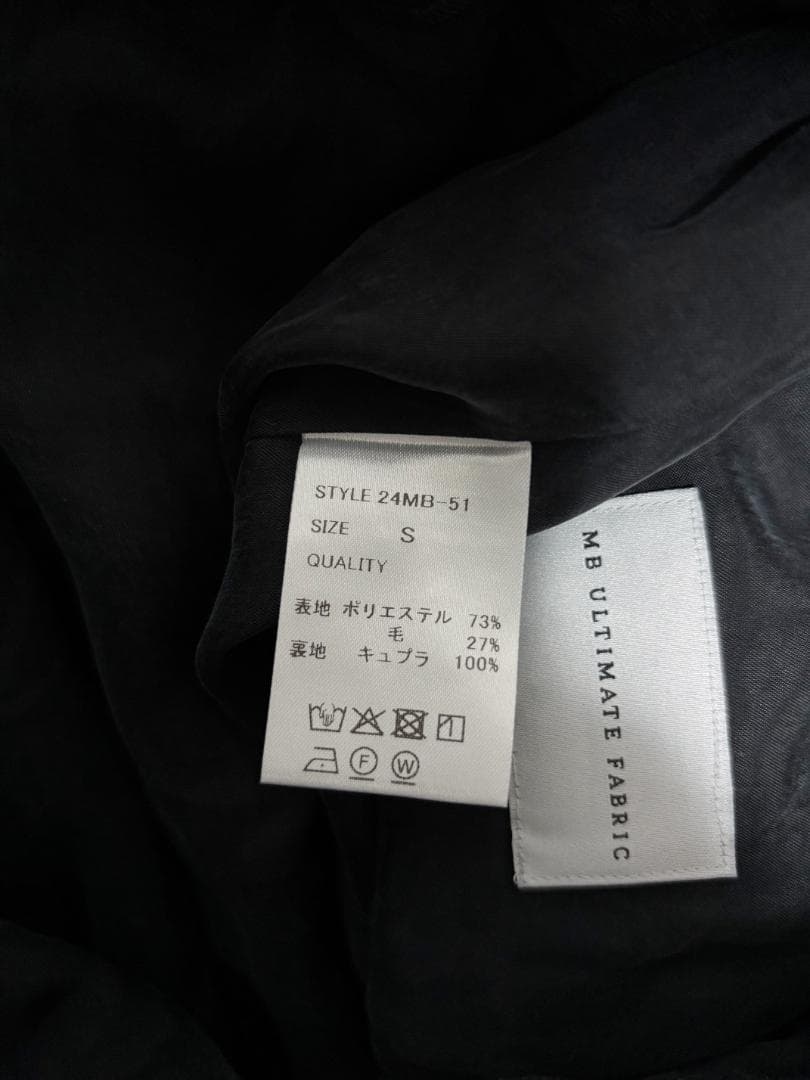 STYLE 24MB-51
SIZE S
QUALITY
表地 ポリエステル 73%
毛 27%
裏地 キュプラ 100%
F W
MB ULTIMATE FABRIC